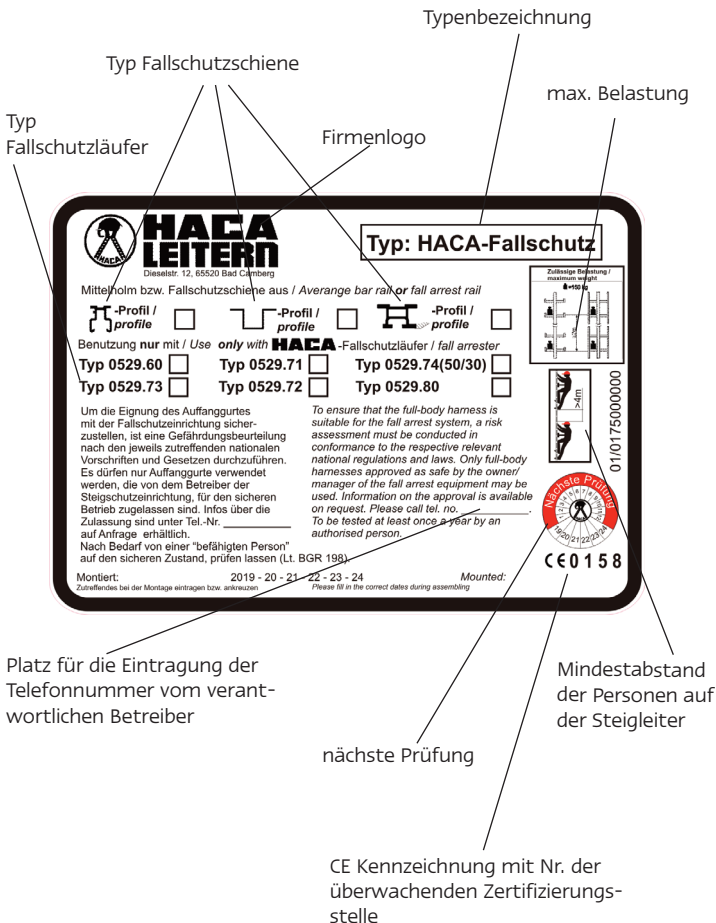 Typenbezeichnung
Typ Fallschutzschiene
max. Belastung
Typ
Fallschutzläufer
Firmenlogo
HACA
HACA
LEITERN
Dieselstr. 12, 65520 Bad Camberg
Typ: HACA-Fallschutz
Zulässige Belastung /
maximum weight
Mittelholm bzw. Fallschutzschiene aus / Averange bar rail or fall arrest rail
-Profil /
profile
-Profil /
profile
-Profil /
profile
Benutzung nur mit / Use only with HACA -Fallschutzläufer / fall arrester
Typ 0529.60
Typ 0529.71
Typ 0529.74(50/30)
Typ 0529.73
Typ 0529.72
Typ 0529.80
Um die Eignung des Auffanggurtes
mit der Fallschutzeinrichtung sicher-
zustellen, ist eine Gefährdungsbeurteilung
nach den jeweils zutreffenden nationalen
Vorschriften und Gesetzen durchzuführen.
Es dürfen nur Auffanggurte verwendet
werden, die von dem Betreiber der
Steigschutzeinrichtung, für den sicheren
Betrieb zugelassen sind. Infos über die
Zulassung sind unter Tel.-Nr. ____________
auf Anfrage erhältlich.
Nach Bedarf von einer "befähigten Person"
auf den sicheren Zustand, prüfen lassen (Lt. BGR 198).
To ensure that the full-body harness is
suitable for the fall arrest system, a risk
assessment must be conducted in
conformance to the respective relevant
national regulations and laws. Only full-body
harnesses approved as safe by the owner/
manager of the fall arrest equipment may be
used. Information on the approval is available
on request. Please call tel. no. ____________.
To be tested at least once a year by an
authorised person.
>4m
01/0175000000
Nächste Prüfung
19/20/21/22/23/24
CE0158
Montiert:
2019 - 20 - 21 - 22 - 23 - 24
Mounted:
Zutreffendes bei der Montage eintragen bzw. ankreuzen
Please fill in the correct dates during assembling
Platz für die Eintragung der
Telefonnummer vom verant-
wortlichen Betreiber
Mindestabstand
der Personen auf
der Steigleiter
nächste Prüfung
CE Kennzeichnung mit Nr. der
überwachenden Zertifizierungs-
stelle